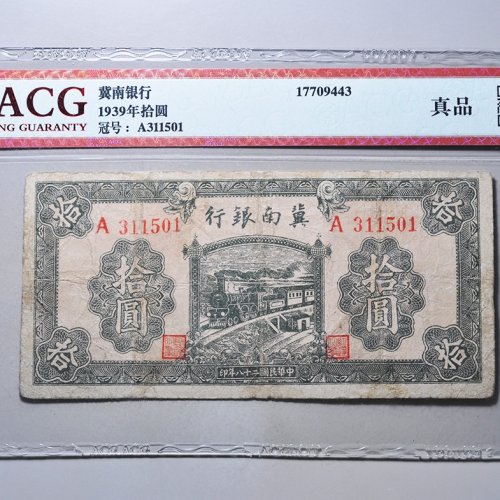 ACG
NG GUARANTY
冀南银行
1939年拾圆
冠号：A311501
17709443
真品
行銀南冀
A 311501
A 311501
拾
拾
拾圓
拾圓
印年八十二國民華中